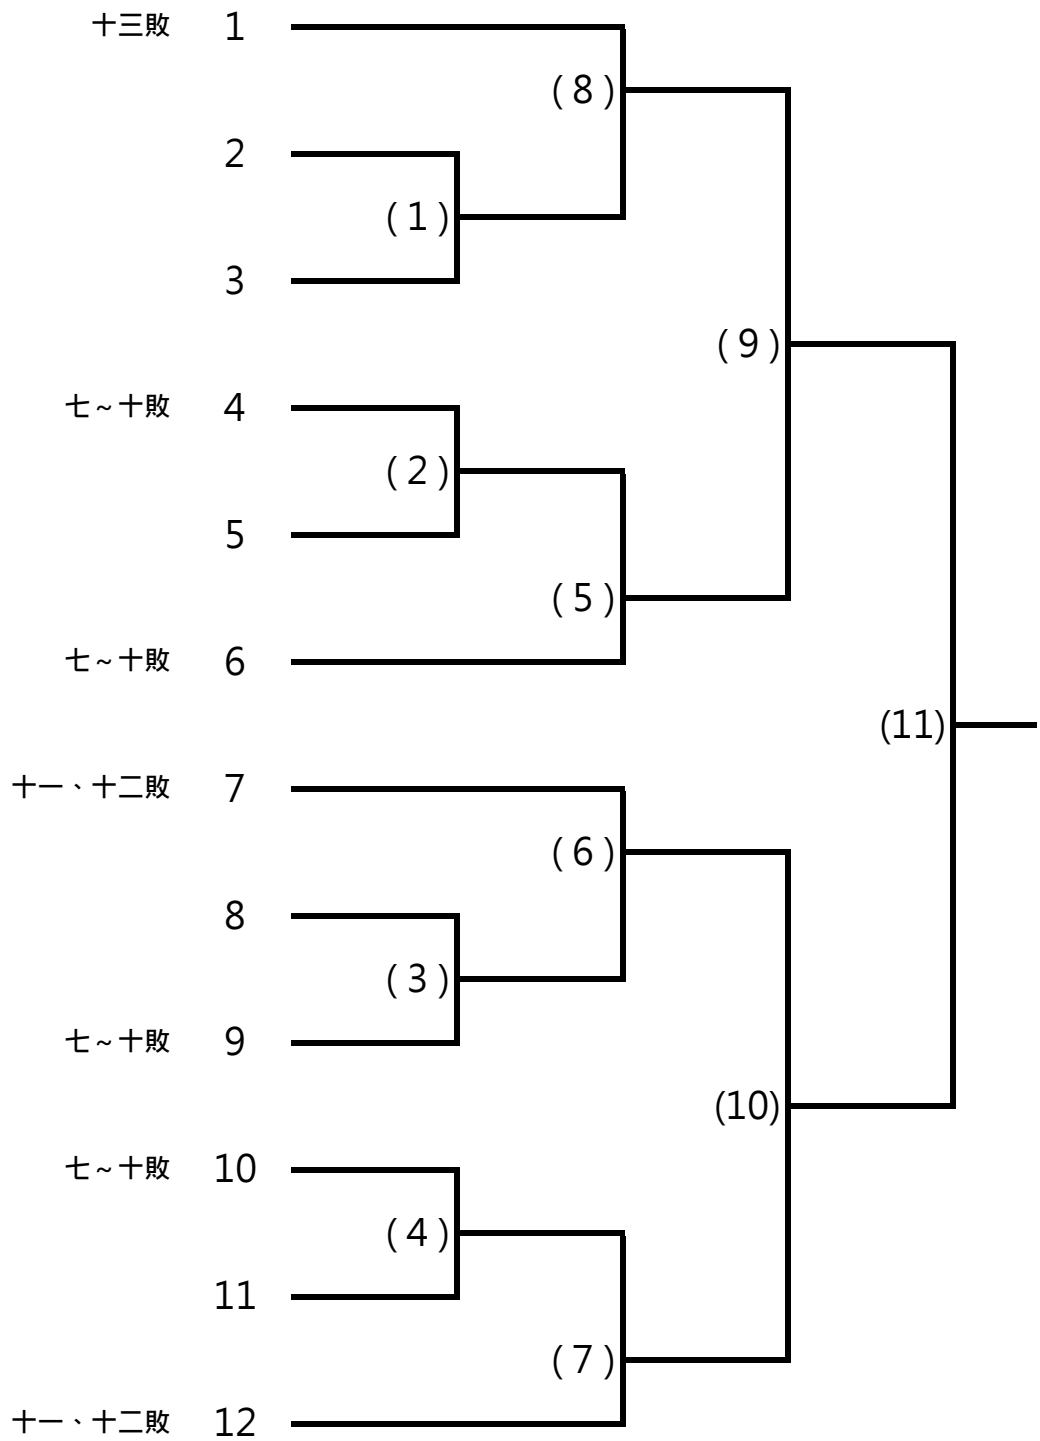 十三敗 1
( 8 )
2
( 1 )
3
( 9 )
七~十敗 4
( 2 )
5
( 5 )
七~十敗 6
(11)
十一、十二敗 7
( 6 )
8
( 3 )
七~十敗 9
(10)
七~十敗 10
( 4 )
11
( 7 )
十一、十二敗 12